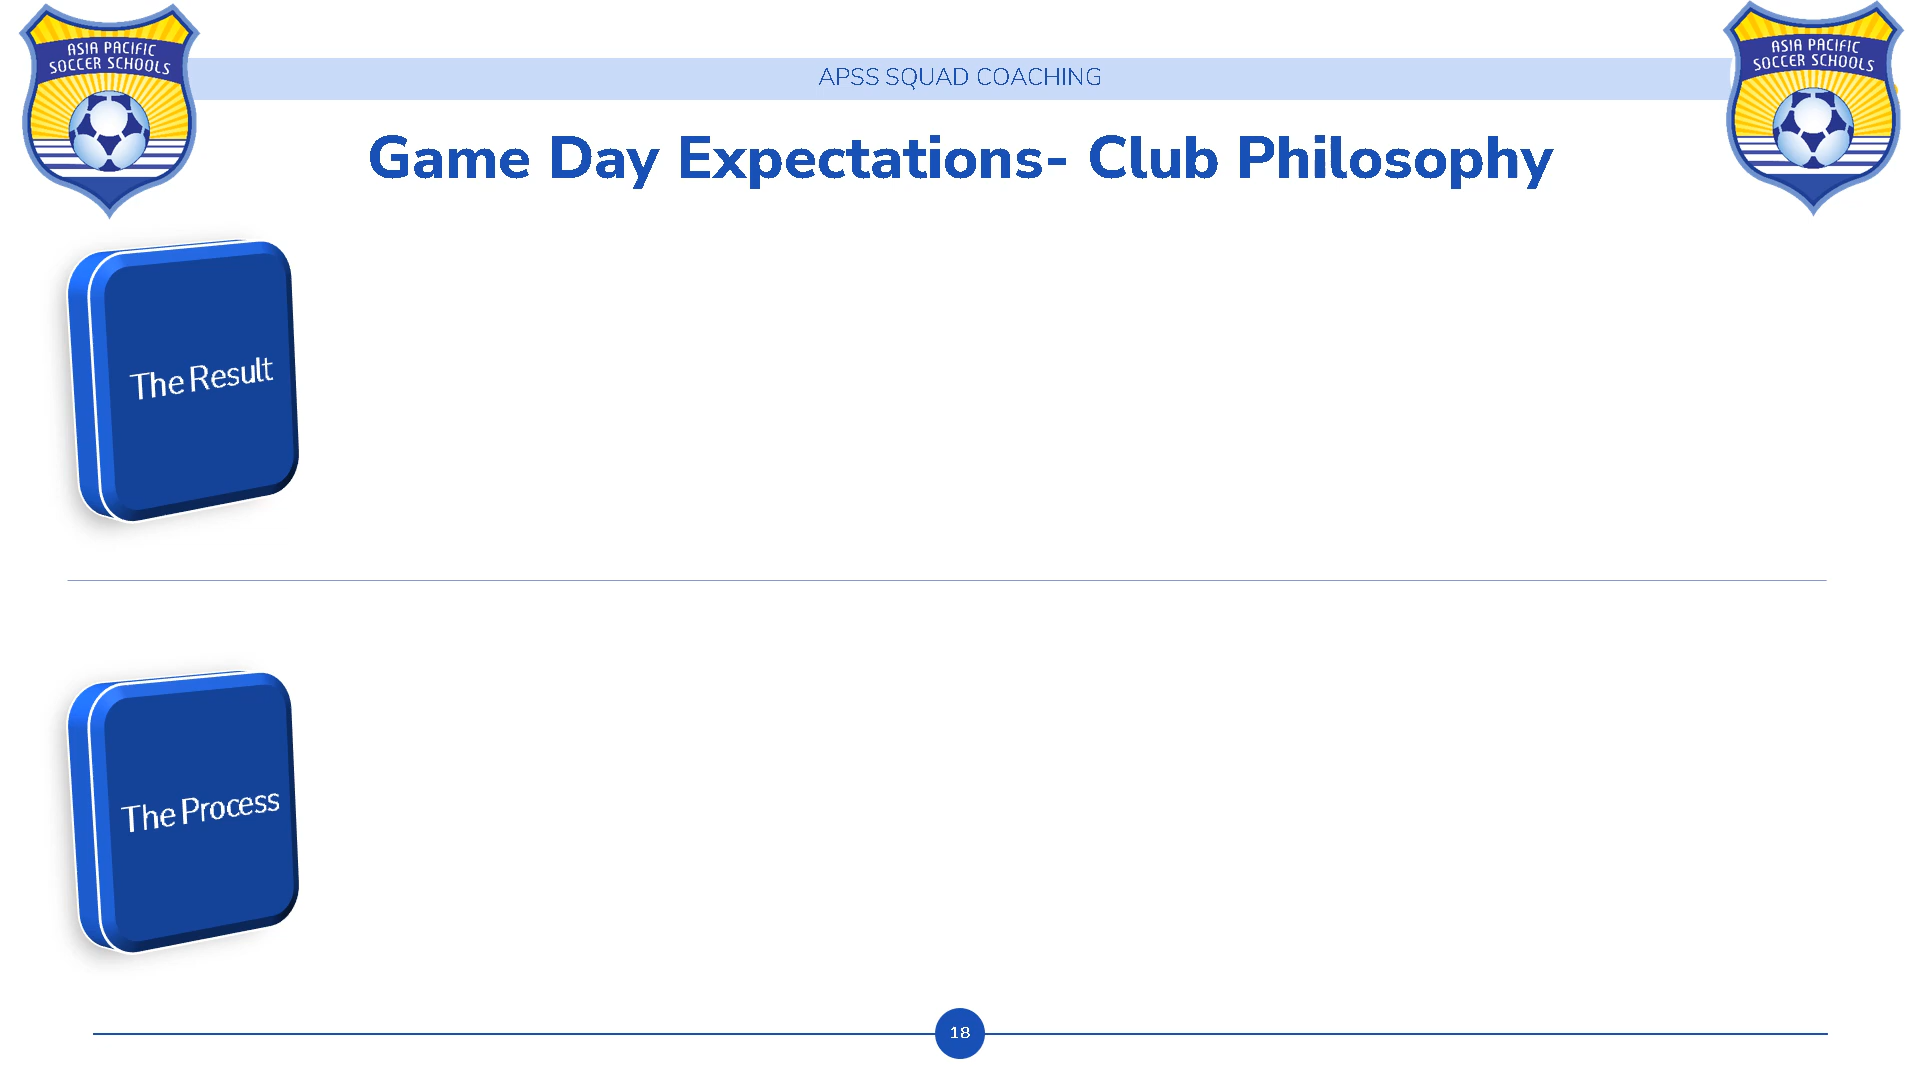 ASIA PACIFIC
SOCCER SCHOOLS
APSS SQUAD COACHING
ASIA PACIFIC
SOCCER SCHOOLS
Game Day Expectations- Club Philosophy
The Result
The Process
18